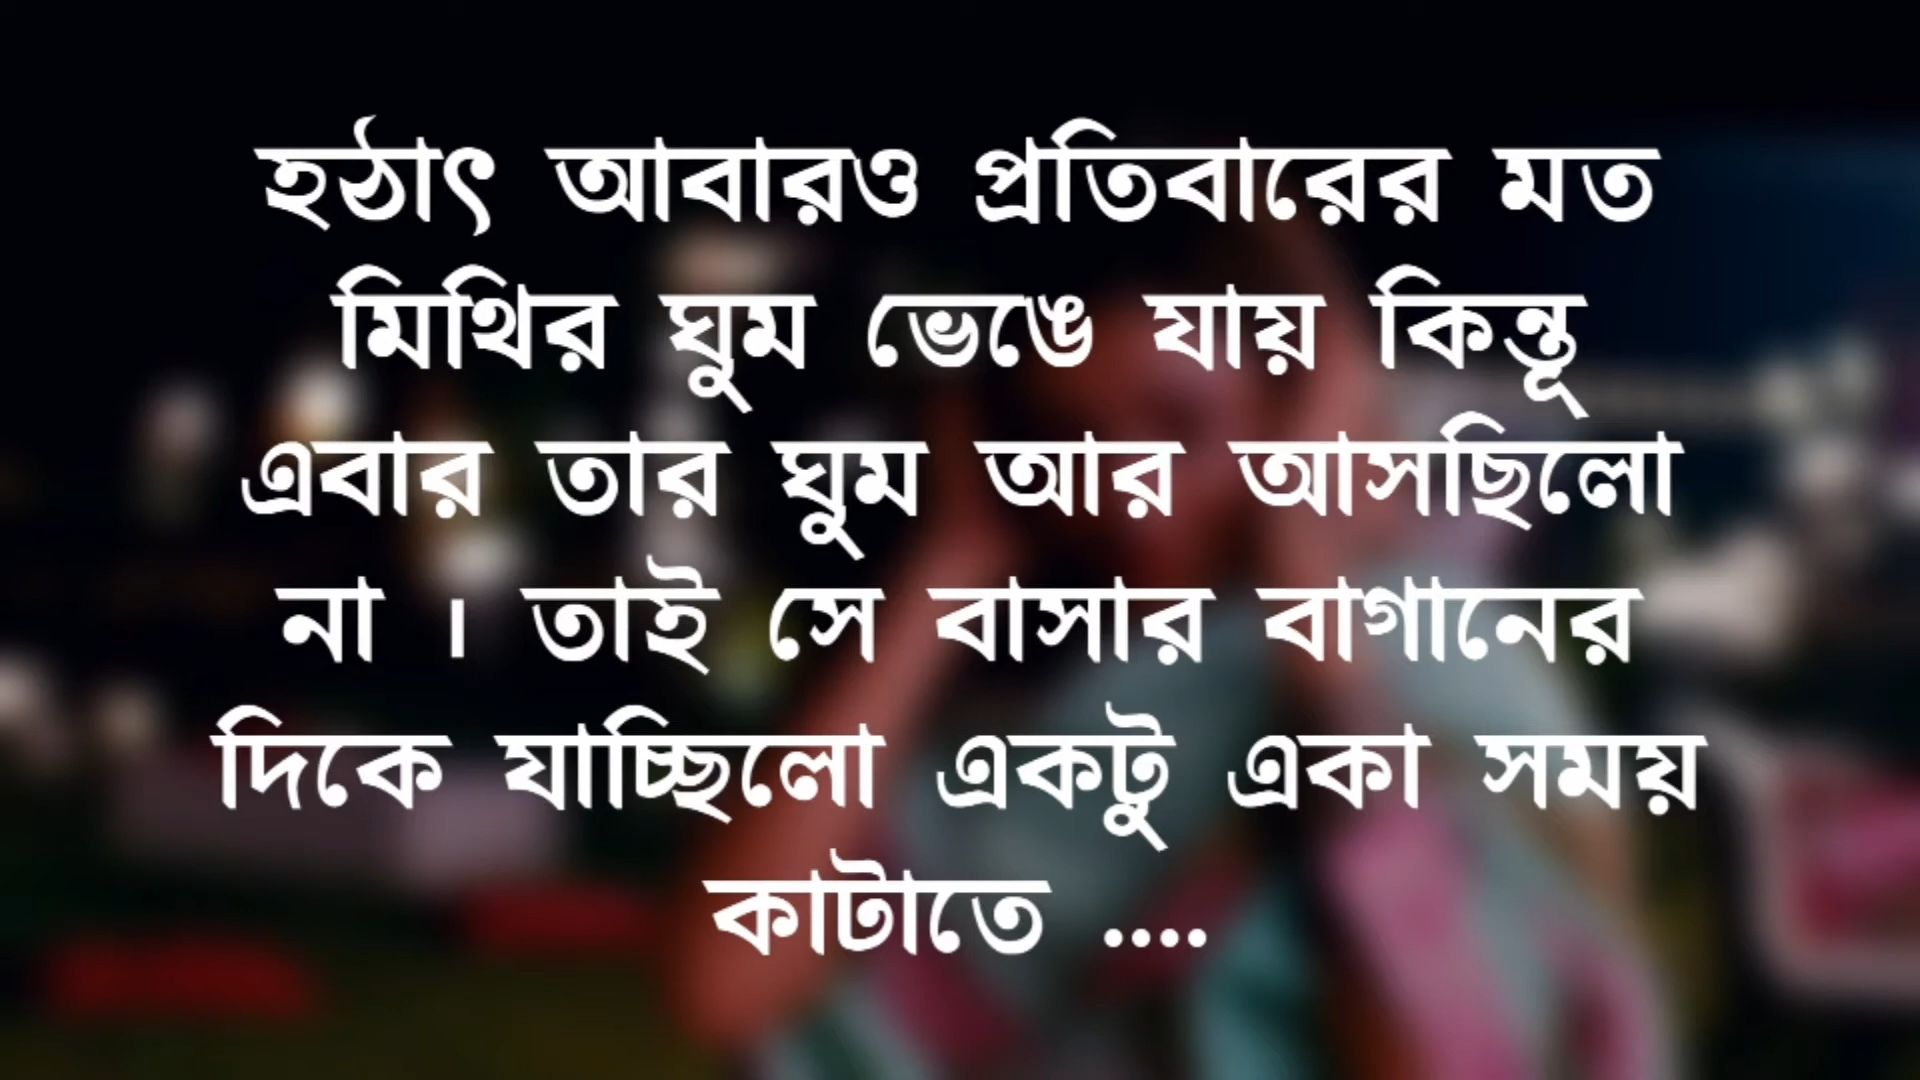 হঠাৎ আবারও প্রতিবারের মত
মিথির ঘুম ভেঙে যায় কিন্তূ
এবার তার ঘুম আর আসছিলো
না । তাই সে বাসার বাগানের
দিকে যাচ্ছিলো একটু একা সময়
কাটাতে ....